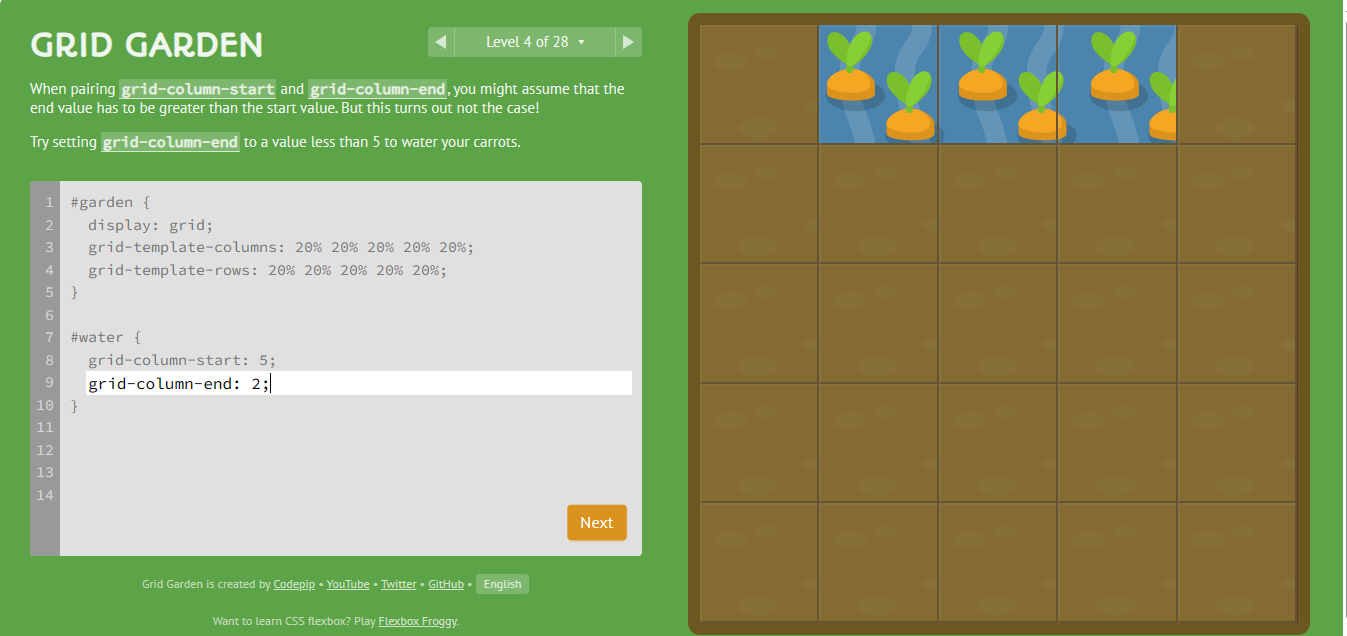 GRID GARDEN
◀ Level 4 of 28 ▾ ▶
When pairing grid-column-start and grid-column-end, you might assume that the
end value has to be greater than the start value. But this turns out not the case!
Try setting grid-column-end to a value less than 5 to water your carrots.
1 #garden {
2 display: grid;
3 grid-template-columns: 20% 20% 20% 20% 20%;
4 grid-template-rows: 20% 20% 20% 20% 20%;
5 }
6
7 #water {
8 grid-column-start: 5;
9 grid-column-end: 2;
10 }
11
12
13
14
Next
Grid Garden is created by Codepip • YouTube • Twitter • GitHub • English
Want to learn CSS flexbox? Play Flexbox Froggy.